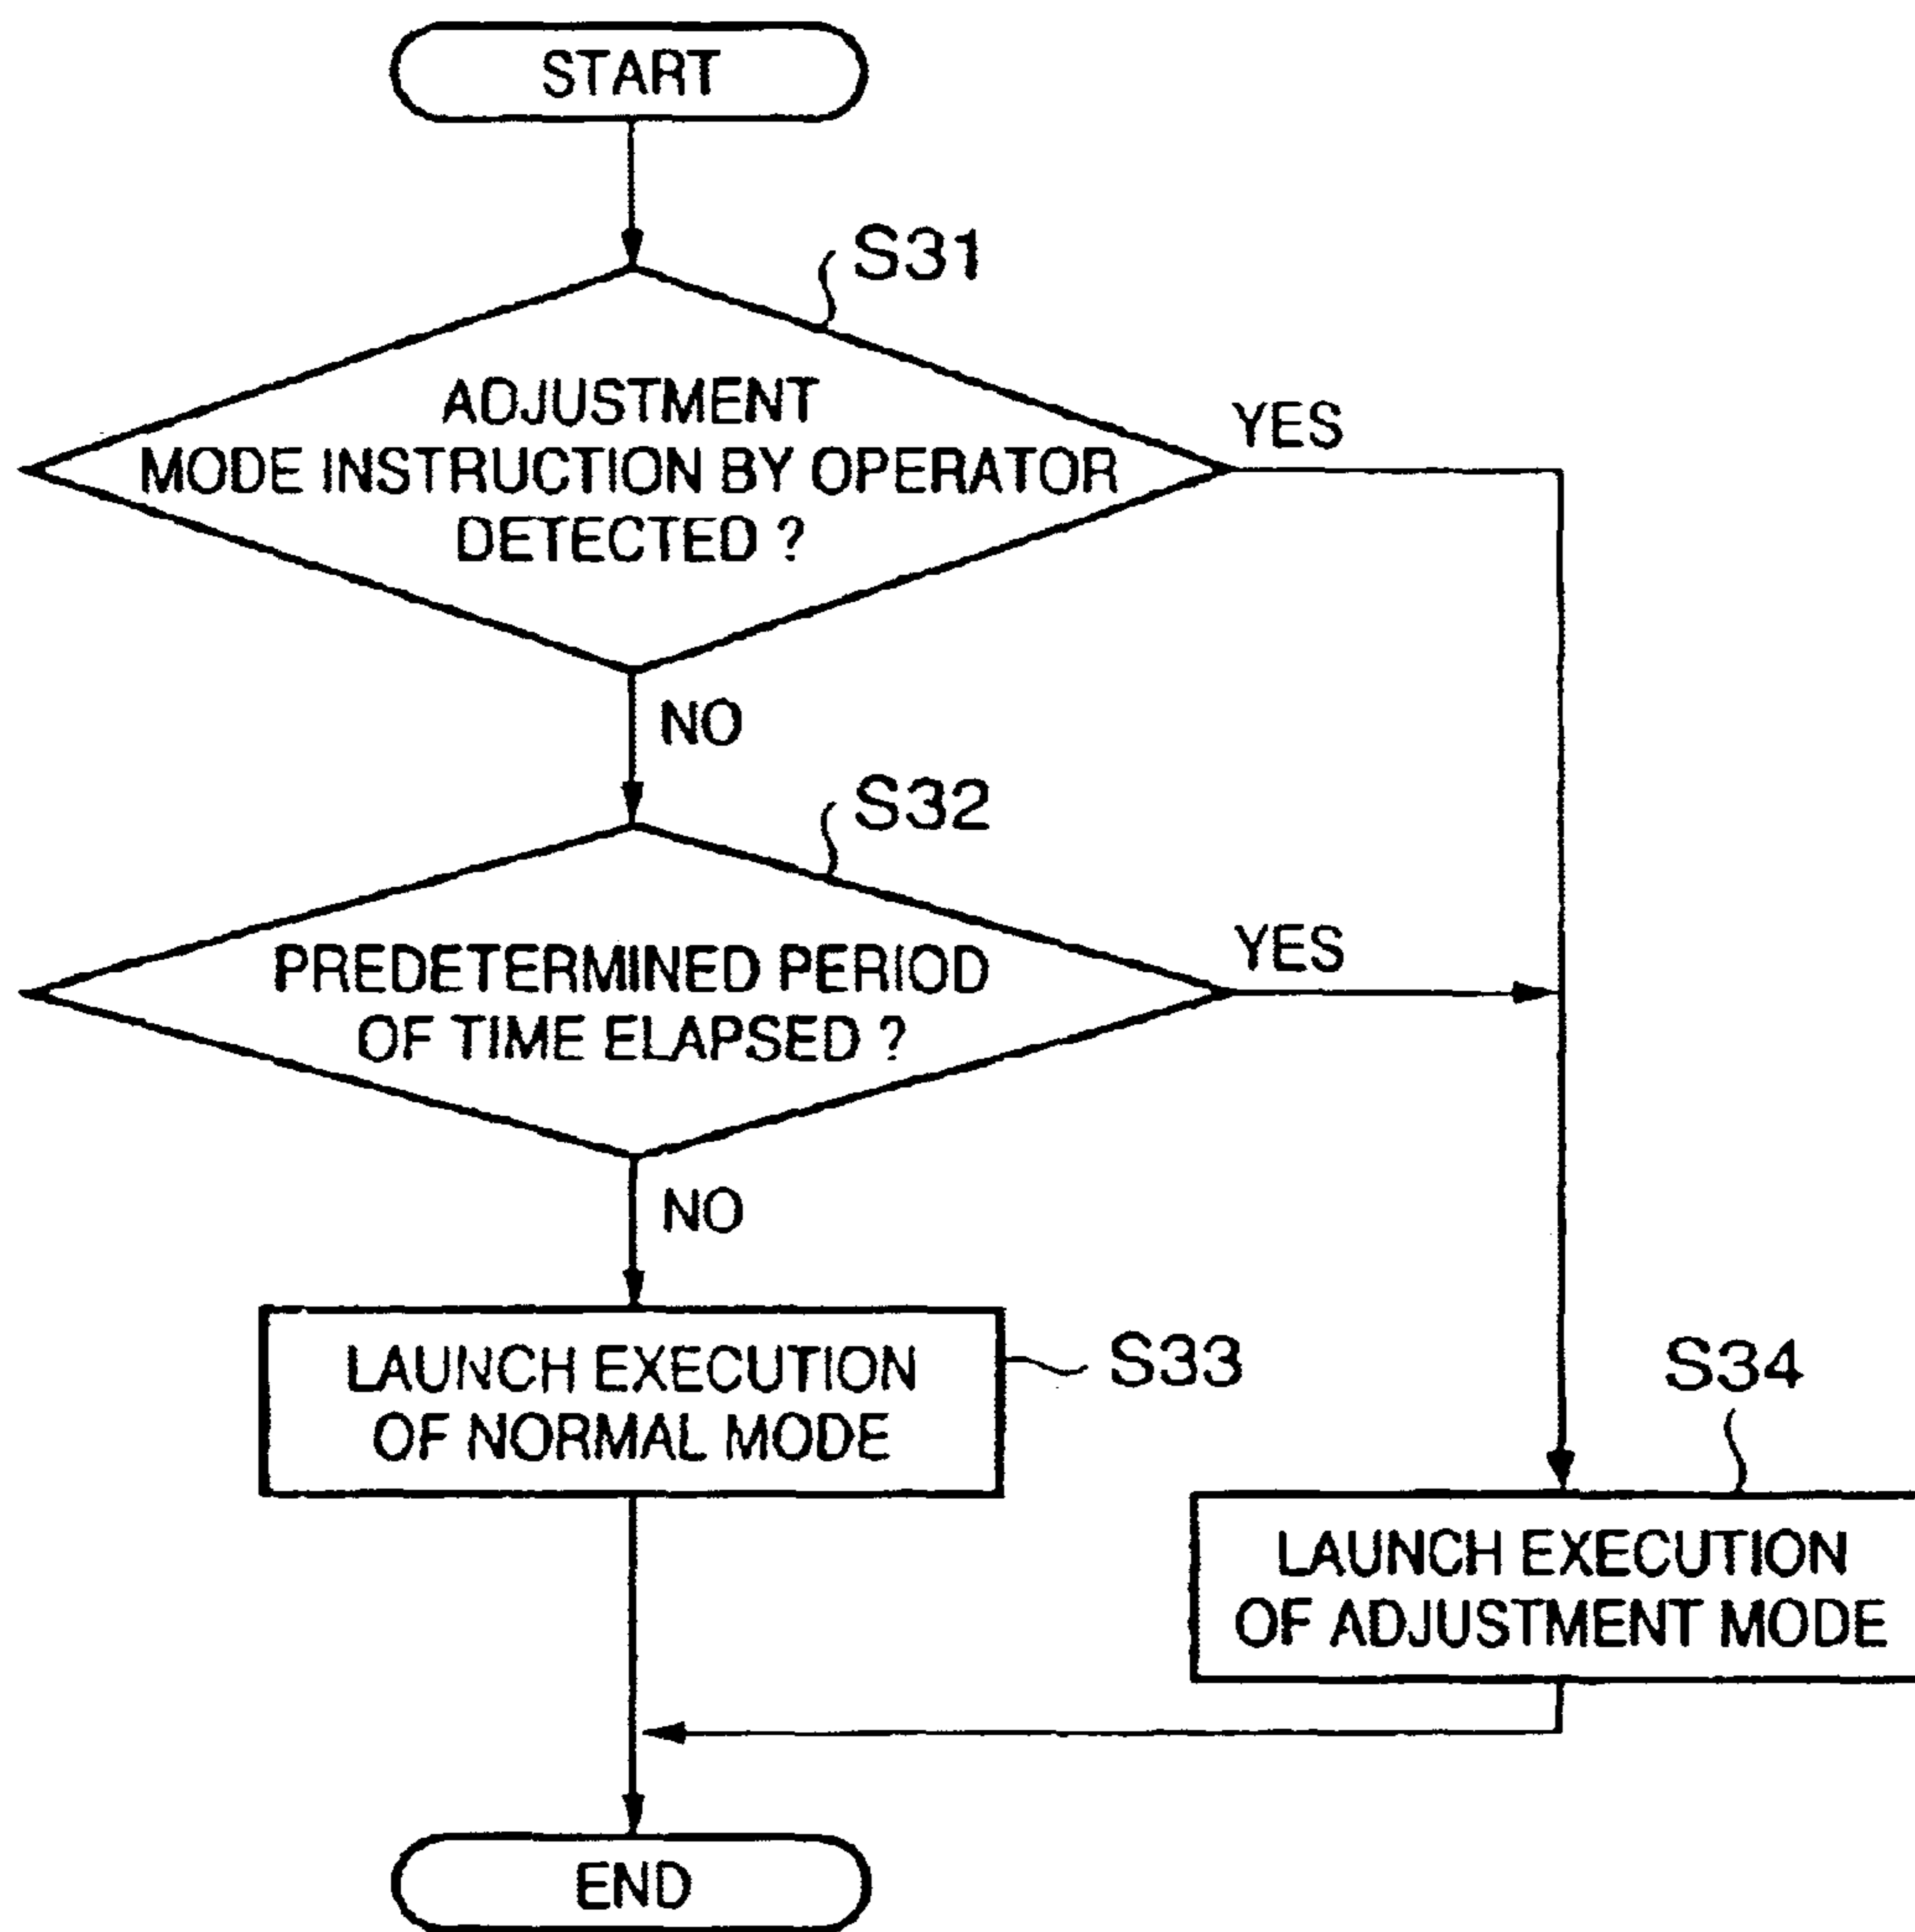 START
S31
ADJUSTMENT
MODE INSTRUCTION BY OPERATOR
DETECTED ?
YES
NO
S32
PREDETERMINED PERIOD
OF TIME ELAPSED ?
YES
NO
LAUNCH EXECUTION
OF NORMAL MODE
S33
S34
LAUNCH EXECUTION
OF ADJUSTMENT MODE
END